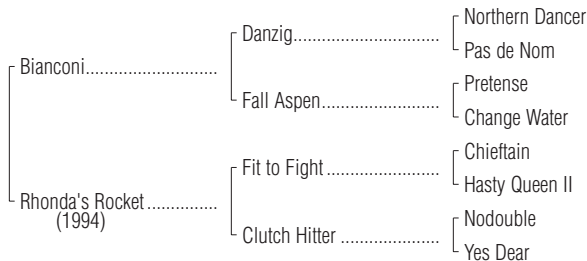 Northern Dancer
Danzig..................................
Pas de Nom
Bianconi..............................
Pretense
Fall Aspen...........................
Change Water
Chieftain
Fit to Fight ..........................
Hasty Queen II
Rhonda's Rocket ................
(1994)
Nodouble
Clutch Hitter .......................
Yes Dear